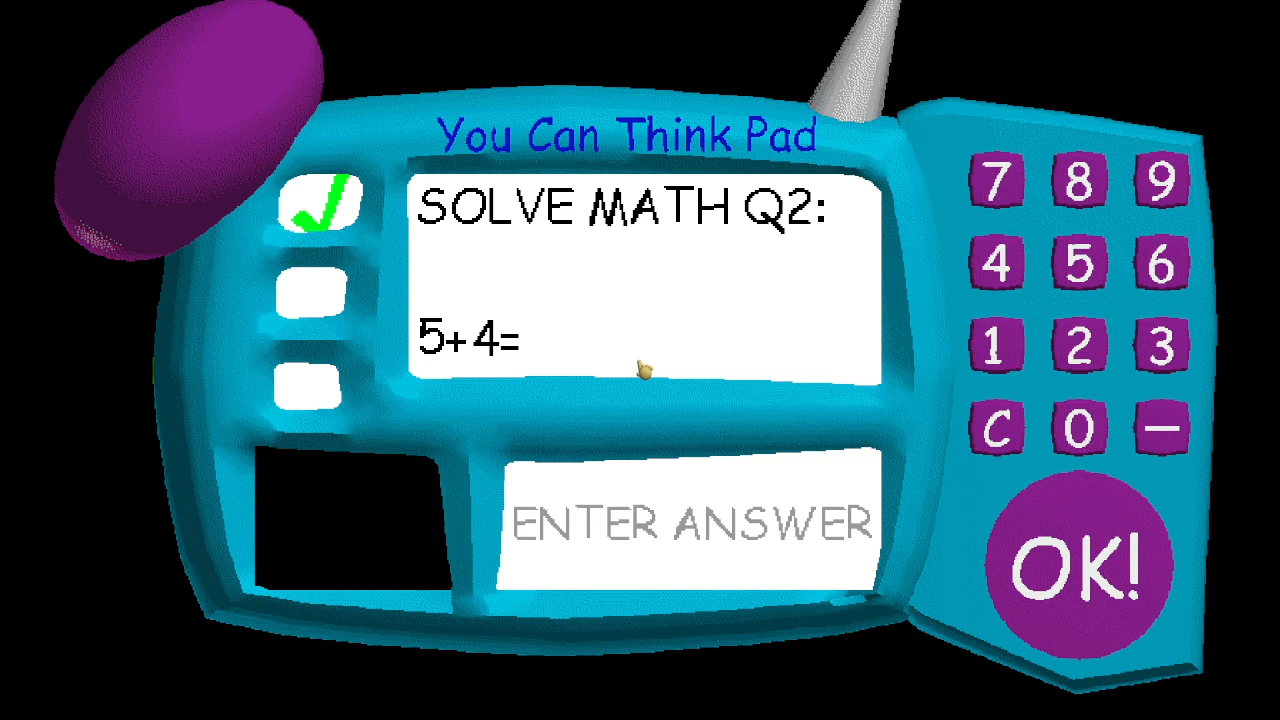 You Can Think Pad
SOLVE MATH Q2:
5+4=
ENTER ANSWER
7 8 9
4 5 6
1 2 3
C 0 —
OK!